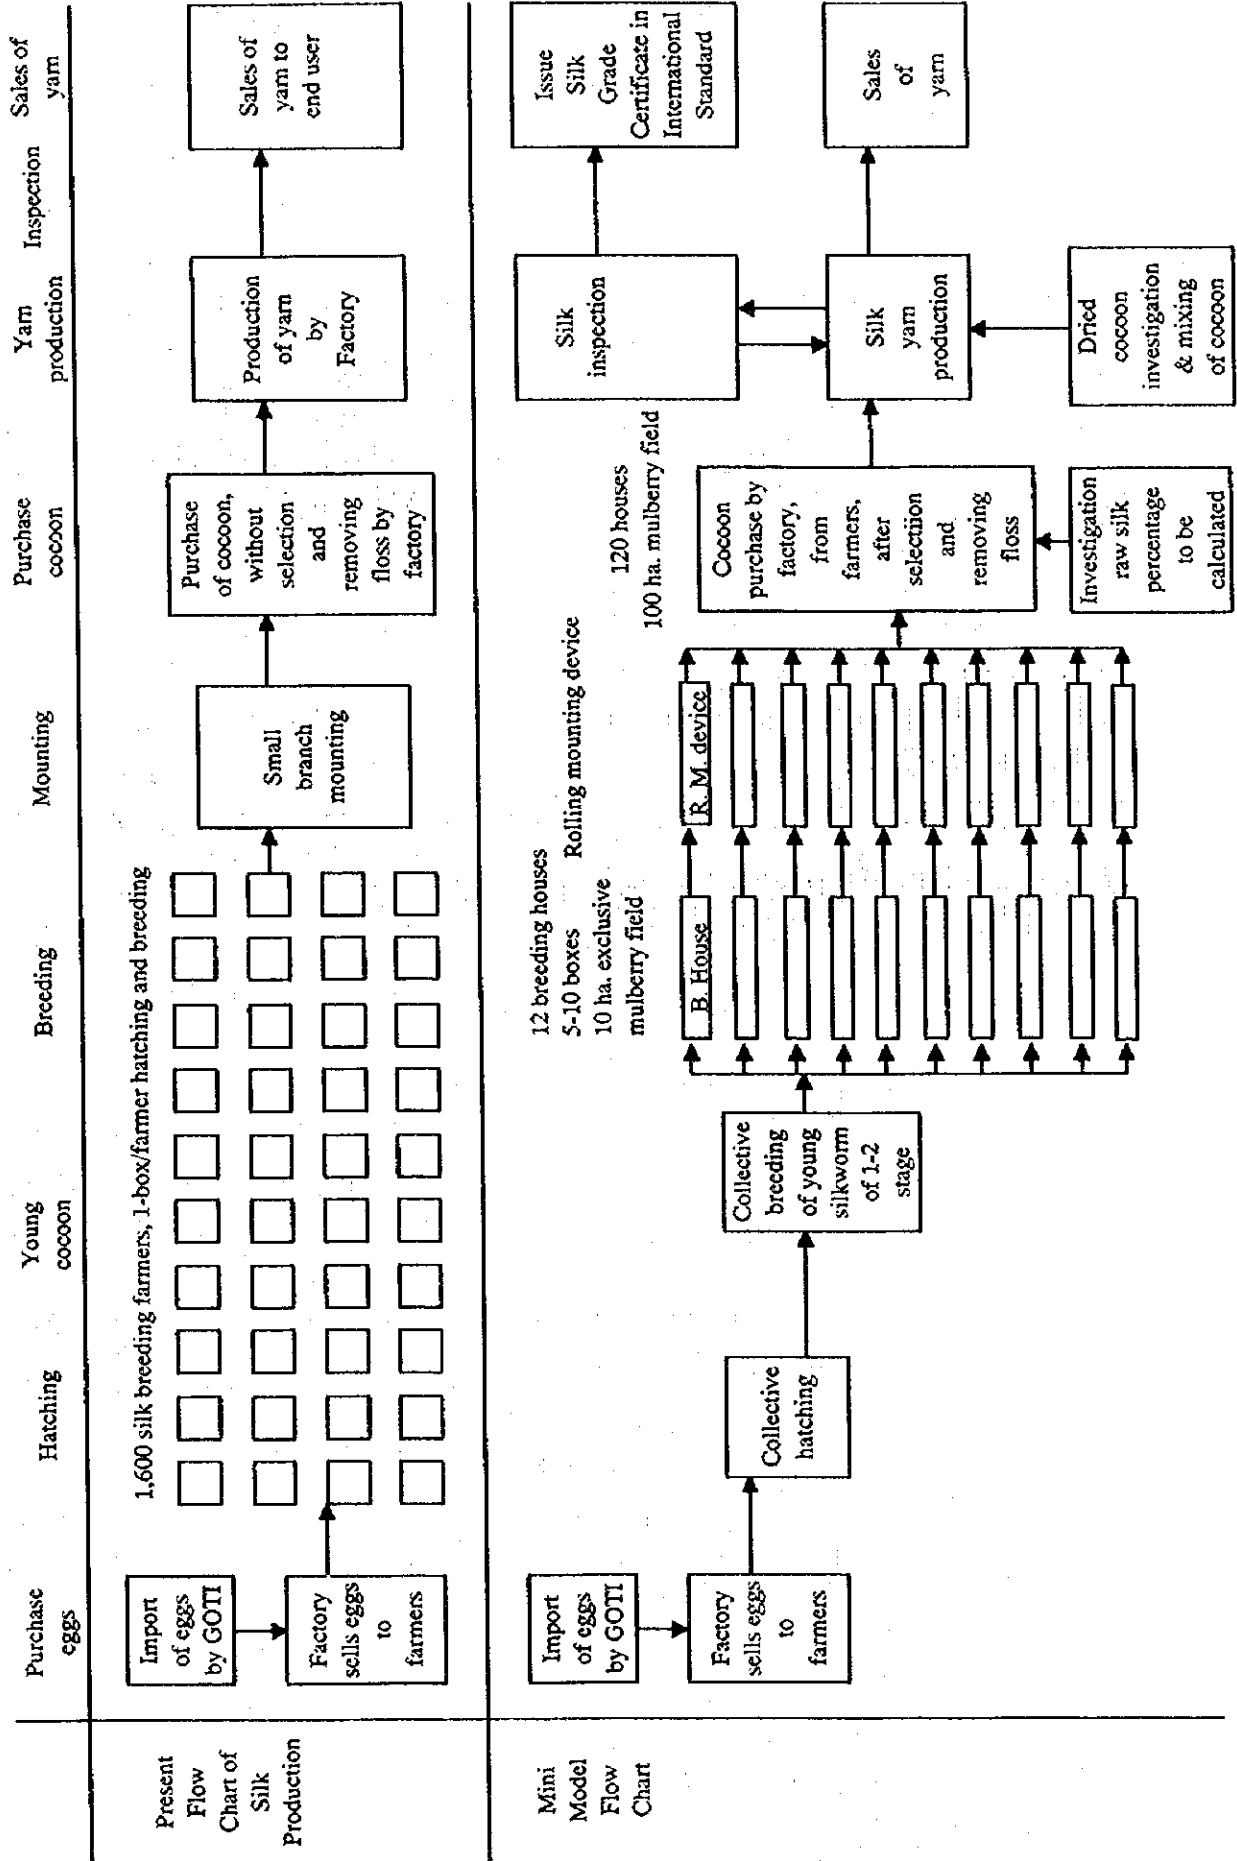 Purchase
eggs
Hatching
Young
cocoon
Breeding
Mounting
Purchase
cocoon
Yarn
production
Inspection
Sales of
yarn
Present
Flow
Chart of
Silk
Production
1,600 silk breeding farmers, 1-box/farmer hatching and breeding
Import
of eggs
by GOTI
Factory
sells eggs
to
farmers
Small
branch
mounting
Purchase
of cocoon,
without
selection
and
removing
floss by
factory
Production
of yarn
by
Factory
Sales of
yarn to
end user
Mini
Model
Flow
Chart
Import
of eggs
by GOTI
Factory
sells eggs
to
farmers
Collective
hatching
Collective
breeding
of young
silkworm
of 1-2
stage
12 breeding houses
5-10 boxes
10 ha. exclusive
mulberry field
Rolling mounting device
B. House
R. M. device
120 houses
100 ha. mulberry field
Cocoon
purchase by
factory,
from
farmers,
after
selection
and
removing
floss
Investigation
raw silk
percentage
to be
calculated
Silk
inspection
Silk
yarn
production
Dried
cocoon
investigation
& mixing
of cocoon
Issue
Silk
Grade
Certificate in
International
Standard
Sales
of
yarn